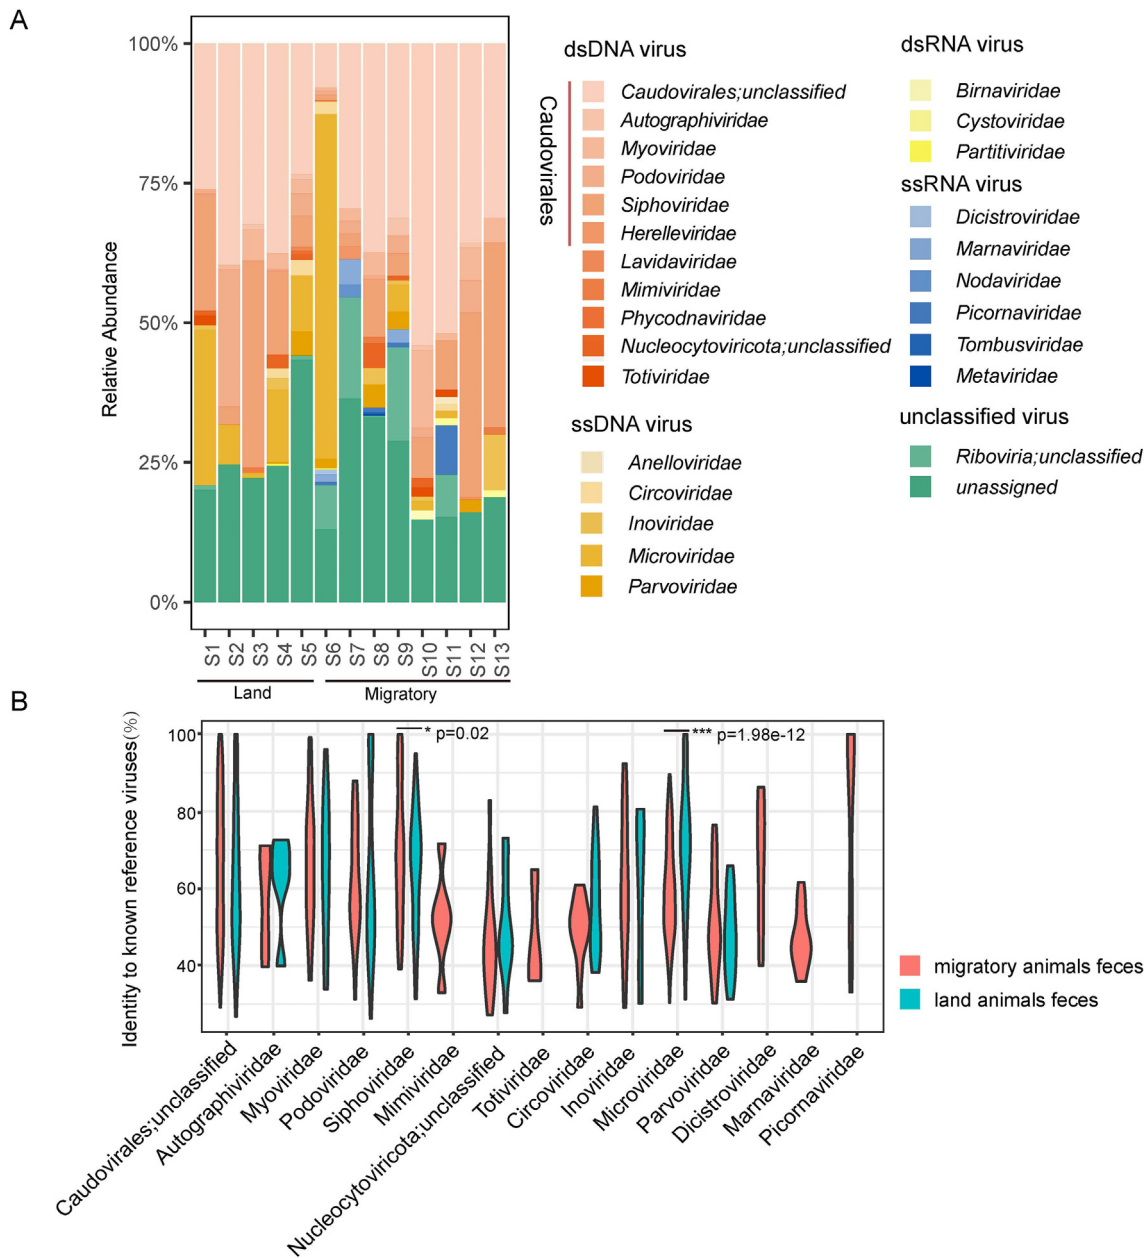 A
100%
75%
50%
25%
0%
Relative Abundance
S1
S2
S3
S4
S5
S6
S7
S8
S9
S10
S11
S12
S13
Land
Migratory
dsDNA virus
Caudovirales
Caudovirales;unclassified
Autographiviridae
Myoviridae
Podoviridae
Siphoviridae
Herelleviridae
Lavidaviridae
Mimiviridae
Phycodnaviridae
Nucleocytoviricota;unclassified
Totiviridae
ssDNA virus
Anelloviridae
Circoviridae
Inoviridae
Microviridae
Parvoviridae
dsRNA virus
Birnaviridae
Cystoviridae
Partitiviridae
ssRNA virus
Dicistroviridae
Marnaviridae
Nodaviridae
Picornaviridae
Tombusviridae
Metaviridae
unclassified virus
Riboviria;unclassified
unassigned
B
Identity to known reference viruses(%)
100
80
60
40
* p=0.02
*** p=1.98e-12
migratory animals feces
land animals feces
Caudovirales;unclassified
Autographiviridae
Myoviridae
Podoviridae
Siphoviridae
Mimiviridae
Nucleocytoviricota;unclassified
Totiviridae
Circoviridae
Inoviridae
Microviridae
Parvoviridae
Dicistroviridae
Marnaviridae
Picornaviridae